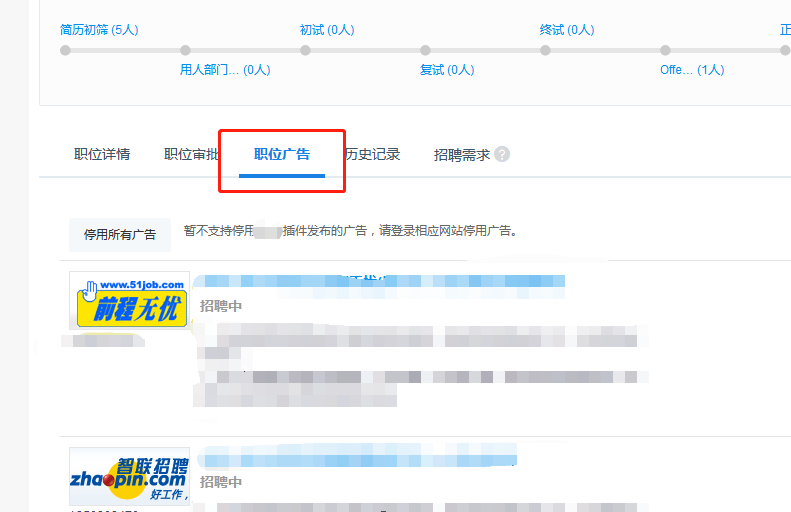 简历初筛 (5人) 初试 (0人) 终试 (0人)
用人部门... (0人) 复试 (0人) Offe... (1人)
职位详情 职位审批 职位广告 历史记录 招聘需求 ?
停用所有广告 暂不支持停用 插件发布的广告，请登录相应网站停用广告。
www.51job.com
前程无忧
招聘中
智联招聘
zhaopin.com
好工作，
招聘中